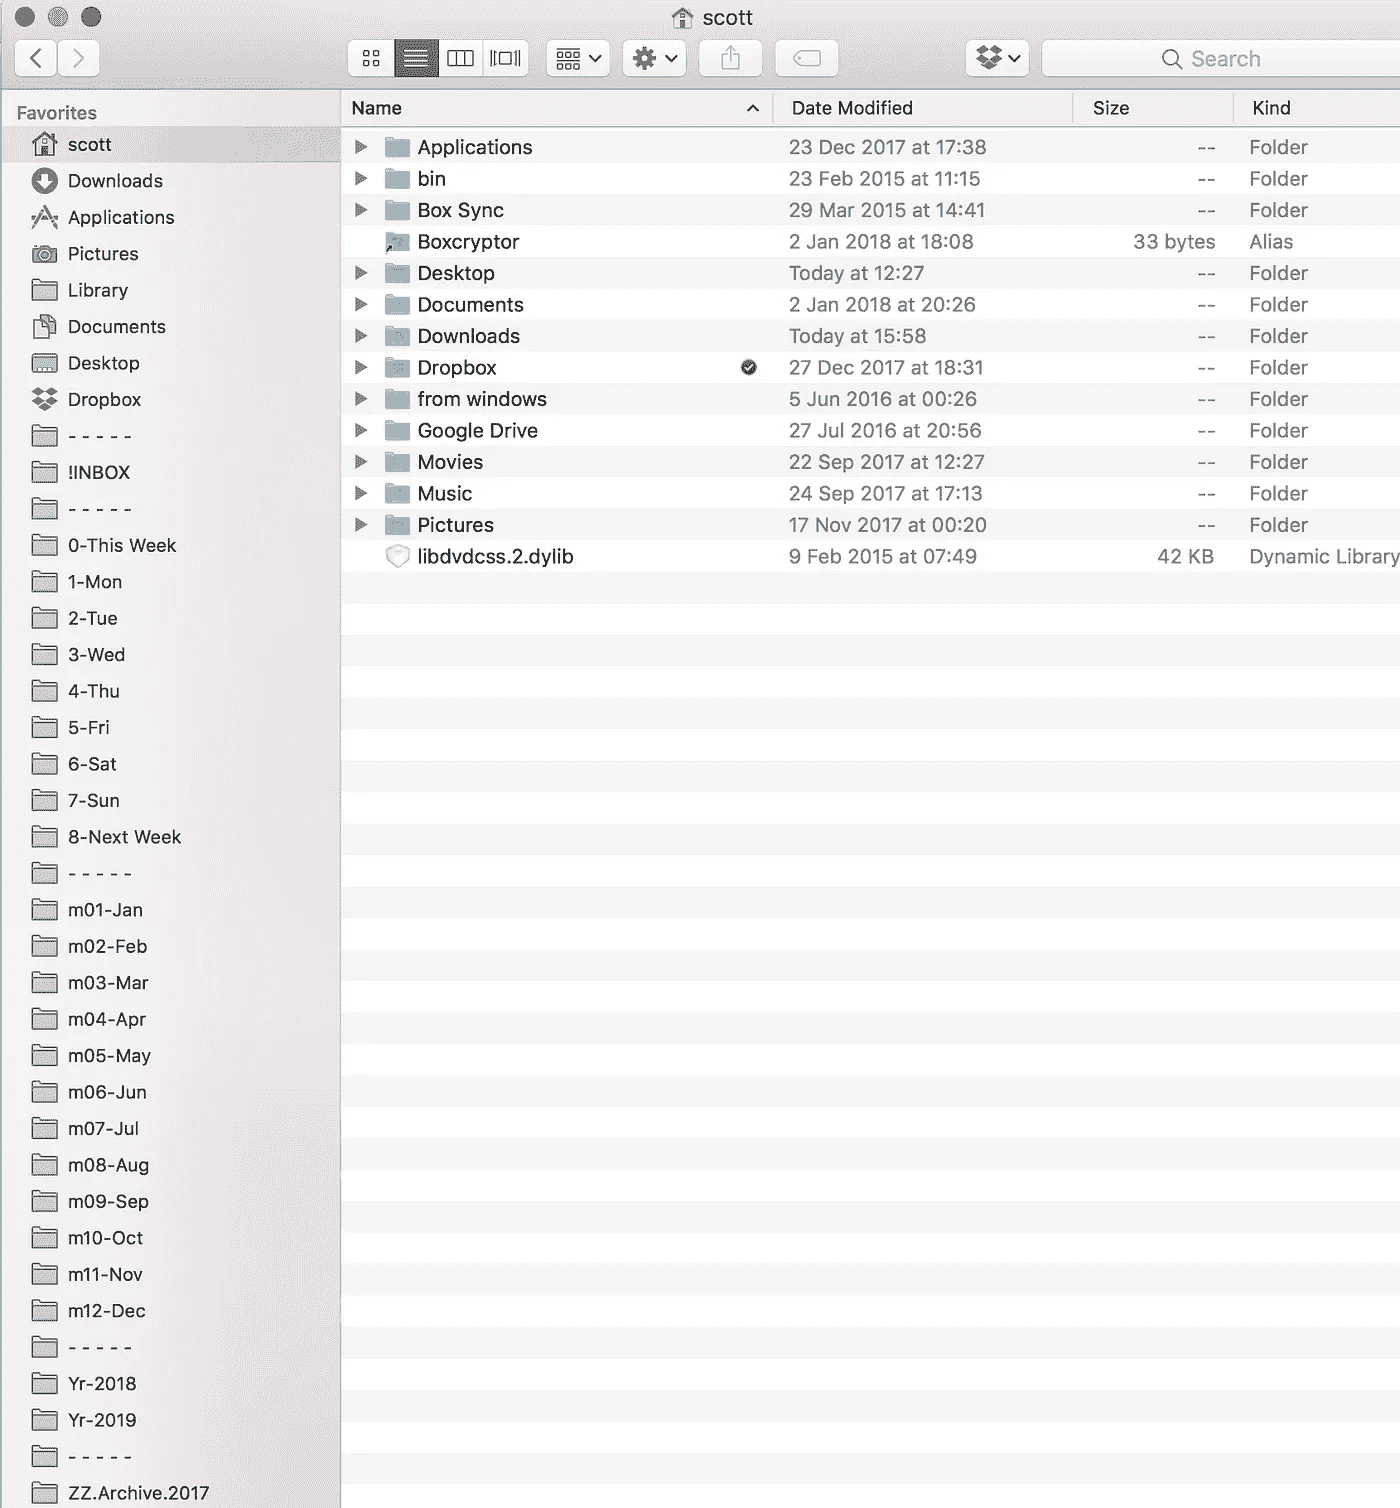 scott
Search
Favorites
scott
Downloads
Applications
Pictures
Library
Documents
Desktop
Dropbox
- - - - -
!INBOX
- - - - -
0-This Week
1-Mon
2-Tue
3-Wed
4-Thu
5-Fri
6-Sat
7-Sun
8-Next Week
- - - - -
m01-Jan
m02-Feb
m03-Mar
m04-Apr
m05-May
m06-Jun
m07-Jul
m08-Aug
m09-Sep
m10-Oct
m11-Nov
m12-Dec
- - - - -
Yr-2018
Yr-2019
- - - - -
ZZ.Archive.2017
Name Date Modified Size Kind
Applications 23 Dec 2017 at 17:38 -- Folder
bin 23 Feb 2015 at 11:15 -- Folder
Box Sync 29 Mar 2015 at 14:41 -- Folder
Boxcryptor 2 Jan 2018 at 18:08 33 bytes Alias
Desktop Today at 12:27 -- Folder
Documents 2 Jan 2018 at 20:26 -- Folder
Downloads Today at 15:58 -- Folder
Dropbox 27 Dec 2017 at 18:31 -- Folder
from windows 5 Jun 2016 at 00:26 -- Folder
Google Drive 27 Jul 2016 at 20:56 -- Folder
Movies 22 Sep 2017 at 12:27 -- Folder
Music 24 Sep 2017 at 17:13 -- Folder
Pictures 17 Nov 2017 at 00:20 -- Folder
libdvdcss.2.dylib 9 Feb 2015 at 07:49 42 KB Dynamic Library